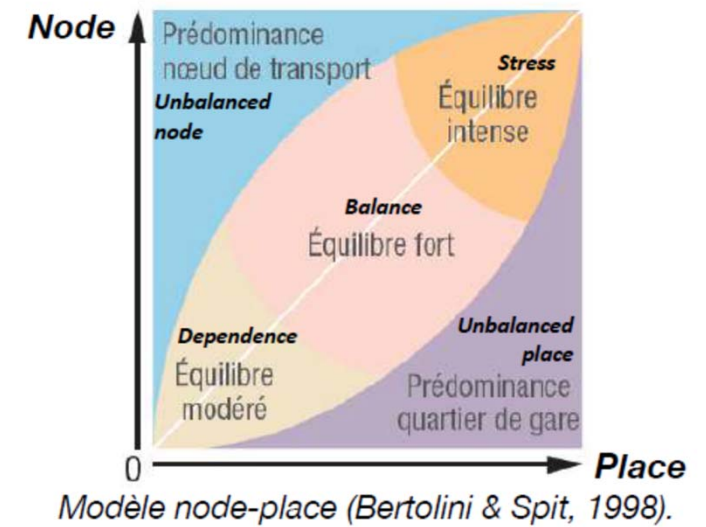 Node
Prédominance
nœud de transport
Unbalanced
node
Stress
Équilibre
intense
Balance
Équilibre fort
Dependence
Équilibre
modéré
Unbalanced
place
Prédominance
quartier de gare
0
Place
Modèle node-place (Bertolini & Spit, 1998).